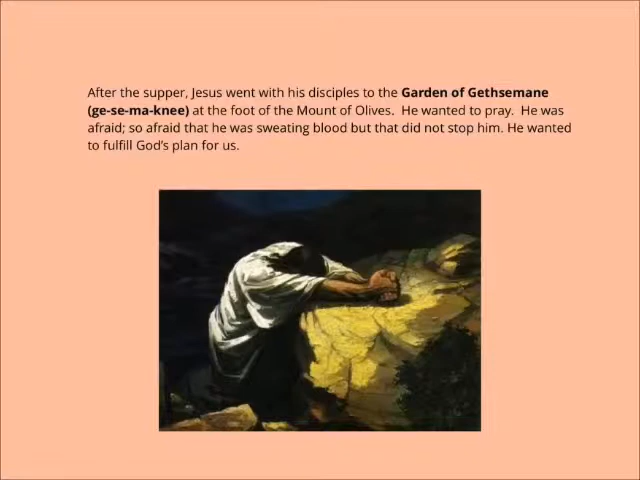 After the supper, Jesus went with his disciples to the Garden of Gethsemane
(ge-se-ma-knee) at the foot of the Mount of Olives.  He wanted to pray.  He was
afraid; so afraid that he was sweating blood but that did not stop him. He wanted
to fulfill God’s plan for us.